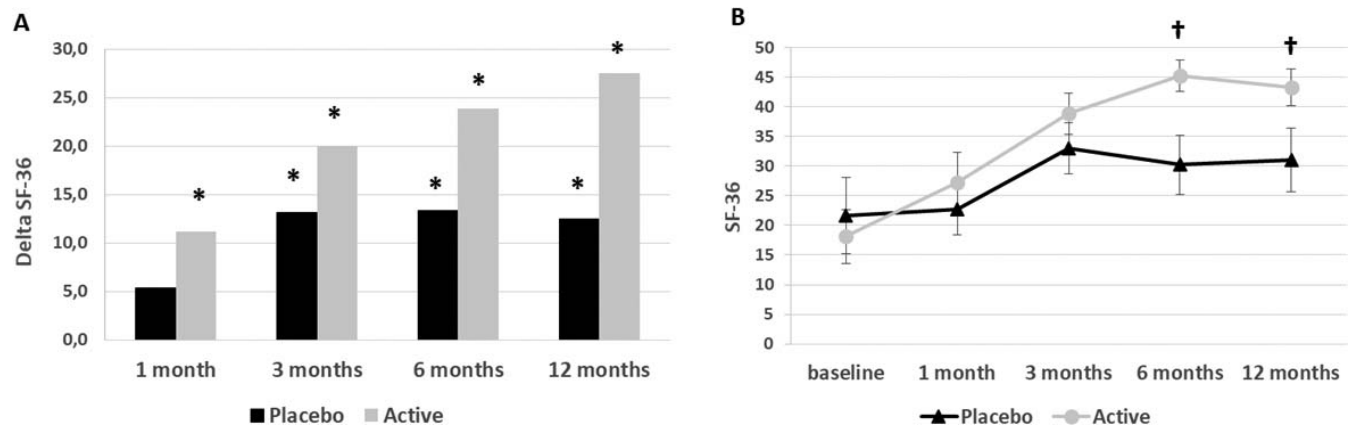 A
Delta SF-36
30,0
25,0
20,0
15,0
10,0
5,0
0,0
* * * * * * *
1 month 3 months 6 months 12 months
Placebo Active
B
SF-36
50
45
40
35
30
25
20
15
10
5
0
† †
baseline 1 month 3 months 6 months 12 months
Placebo Active